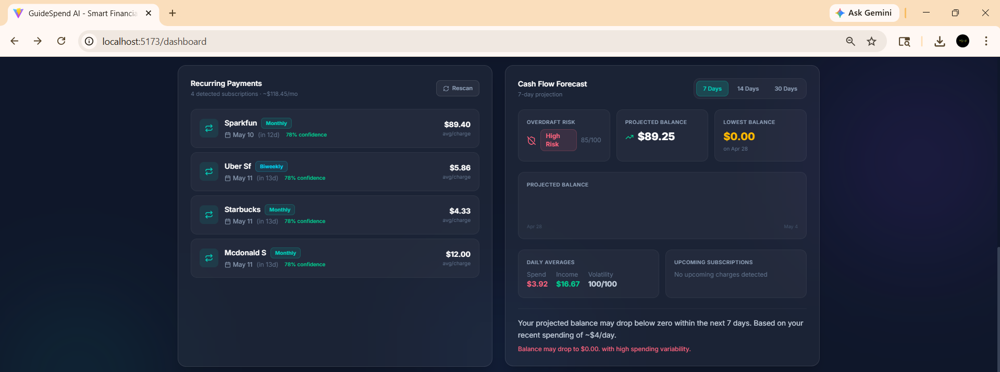 GuideSpend AI - Smart Financia
Ask Gemini
localhost:5173/dashboard
Recurring Payments
4 detected subscriptions · ~$118.45/mo
Rescan
Sparkfun Monthly
May 10 (in 12d) 78% confidence
$89.40
avg/charge
Uber Sf Biweekly
May 11 (in 13d) 78% confidence
$5.86
avg/charge
Starbucks Monthly
May 11 (in 13d) 78% confidence
$4.33
avg/charge
Mcdonald S Monthly
May 11 (in 13d) 78% confidence
$12.00
avg/charge
Cash Flow Forecast
7-day projection
7 Days 14 Days 30 Days
OVERDRAFT RISK
High
Risk
85/100
PROJECTED BALANCE
$89.25
LOWEST BALANCE
$0.00
on Apr 28
PROJECTED BALANCE
Apr 28 May 4
DAILY AVERAGES
Spend Income Volatility
$3.92 $16.67 100/100
UPCOMING SUBSCRIPTIONS
No upcoming charges detected
Your projected balance may drop below zero within the next 7 days. Based on your
recent spending of ~$4/day.
Balance may drop to $0.00. with high spending variability.